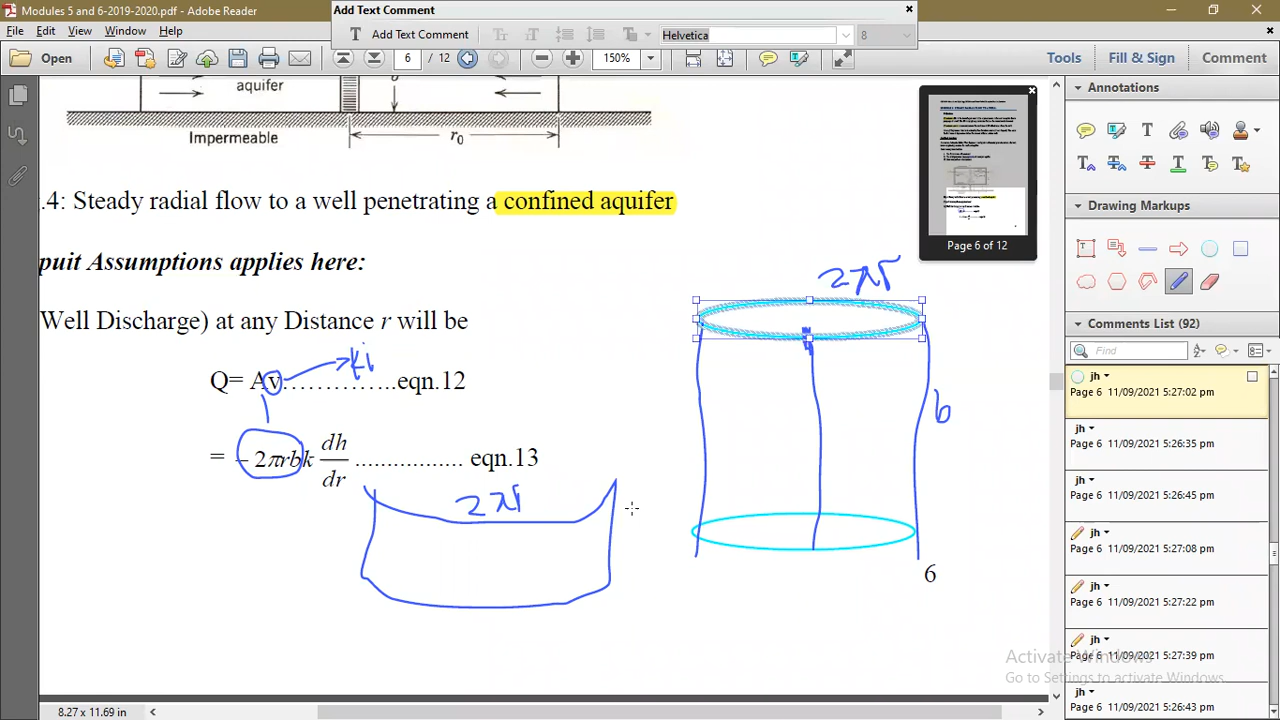 Modules 5 and 6-2019-2020.pdf - Adobe Reader
Add Text Comment
File Edit View Window Help
Add Text Comment Helvetica 8
Open 6 / 12 150% Tools Fill & Sign Comment
Annotations
Drawing Markups
Comments List (92)
Find
jh
Page 6 11/09/2021 5:27:02 pm
jh
Page 6 11/09/2021 5:26:35 pm
jh
Page 6 11/09/2021 5:26:45 pm
jh
Page 6 11/09/2021 5:27:08 pm
jh
Page 6 11/09/2021 5:27:22 pm
jh
Page 6 11/09/2021 5:27:39 pm
jh
Page 6 11/09/2021 5:26:43 pm
Page 6 of 12
aquifer
Impermeable
r₀
.4: Steady radial flow to a well penetrating a confined aquifer
puit Assumptions applies here:
2πr
Well Discharge) at any Distance r will be
ki
Q= Av…………..eqn.12
b
= – 2πrbk dh/dr ................. eqn.13
2πr
6
Activate Windows
Go to Settings to activate Windows.
8.27 x 11.69 in